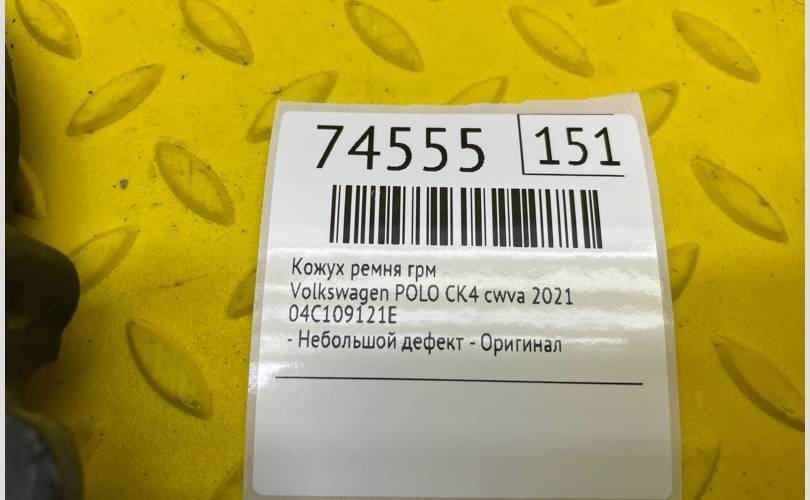 74555 151
Кожух ремня грм
Volkswagen POLO CK4 cwva 2021
04C109121E
- Небольшой дефект - Оригинал